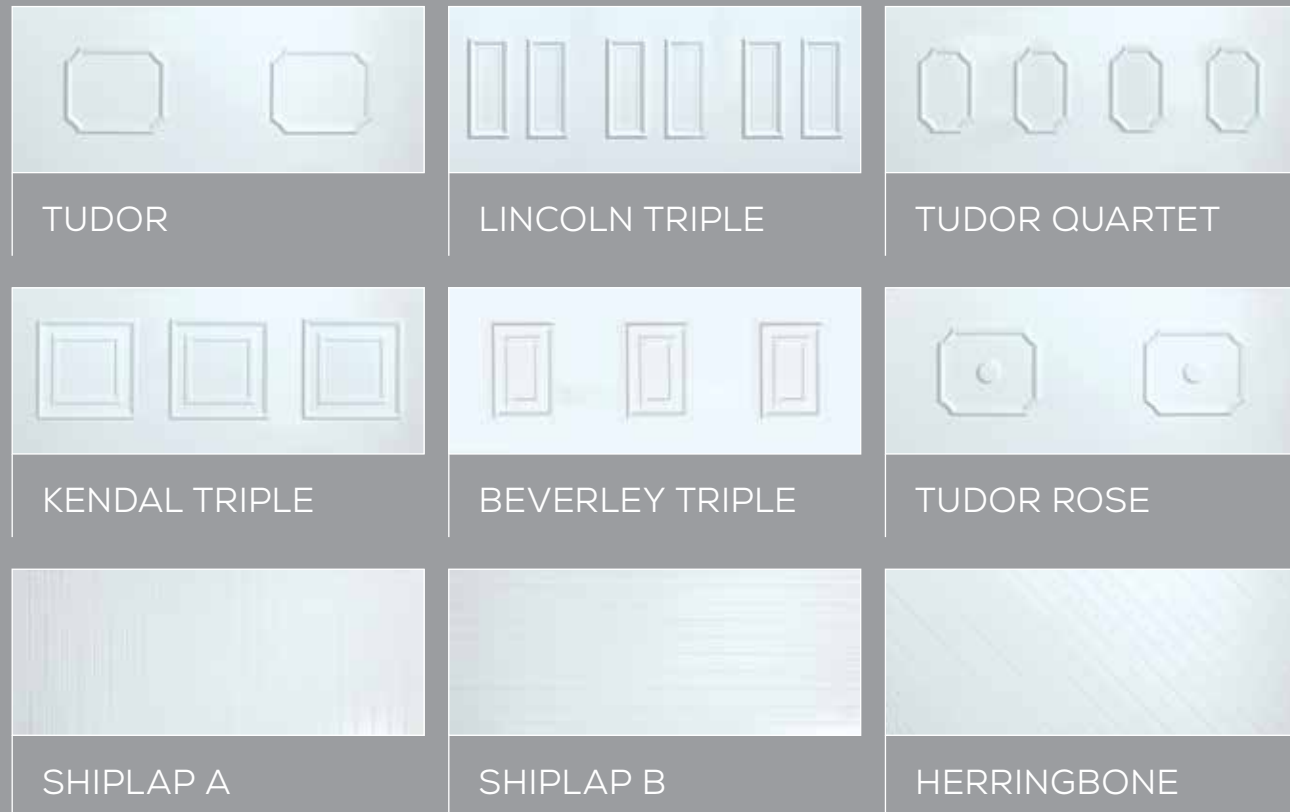 TUDOR
LINCOLN TRIPLE
TUDOR QUARTET
KENDAL TRIPLE
BEVERLEY TRIPLE
TUDOR ROSE
SHIPLAP A
SHIPLAP B
HERRINGBONE